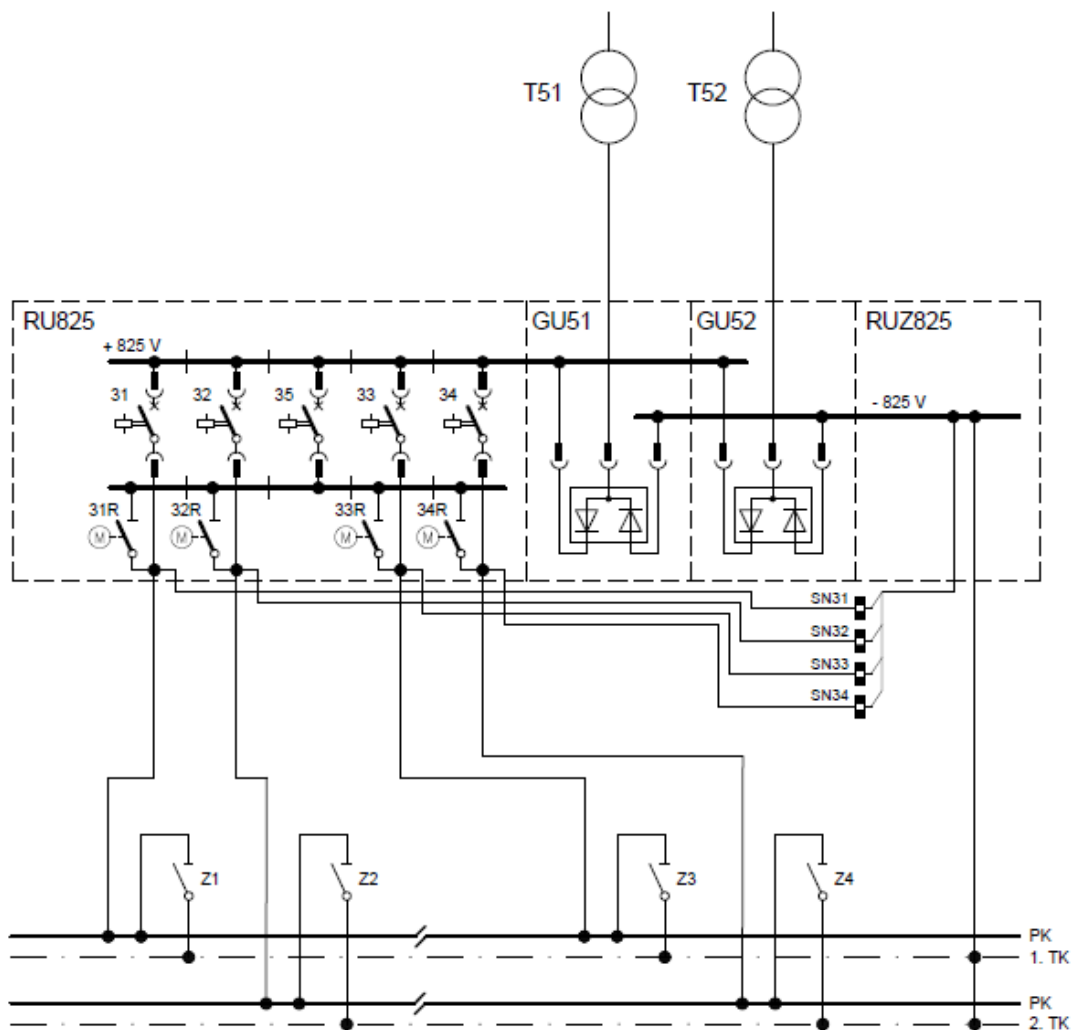 T51
T52
RU825
GU51
GU52
RUZ825
+ 825 V
31
32
35
33
34
- 825 V
31R
32R
33R
34R
M
M
M
M
SN31
SN32
SN33
SN34
Z1
Z2
Z3
Z4
PK
1. TK
PK
2. TK